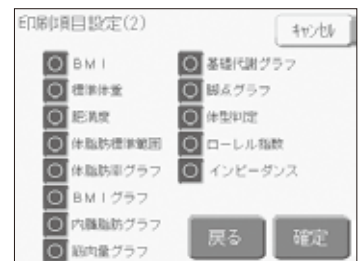 印刷項目設定(2)
キャンセル
BMI
標準体重
肥満度
体脂肪標準範囲
体脂肪率グラフ
BMIグラフ
内臓脂肪グラフ
筋肉量グラフ
基礎代謝グラフ
脚点グラフ
体型判定
ローレル指数
インピーダンス
戻る
確定